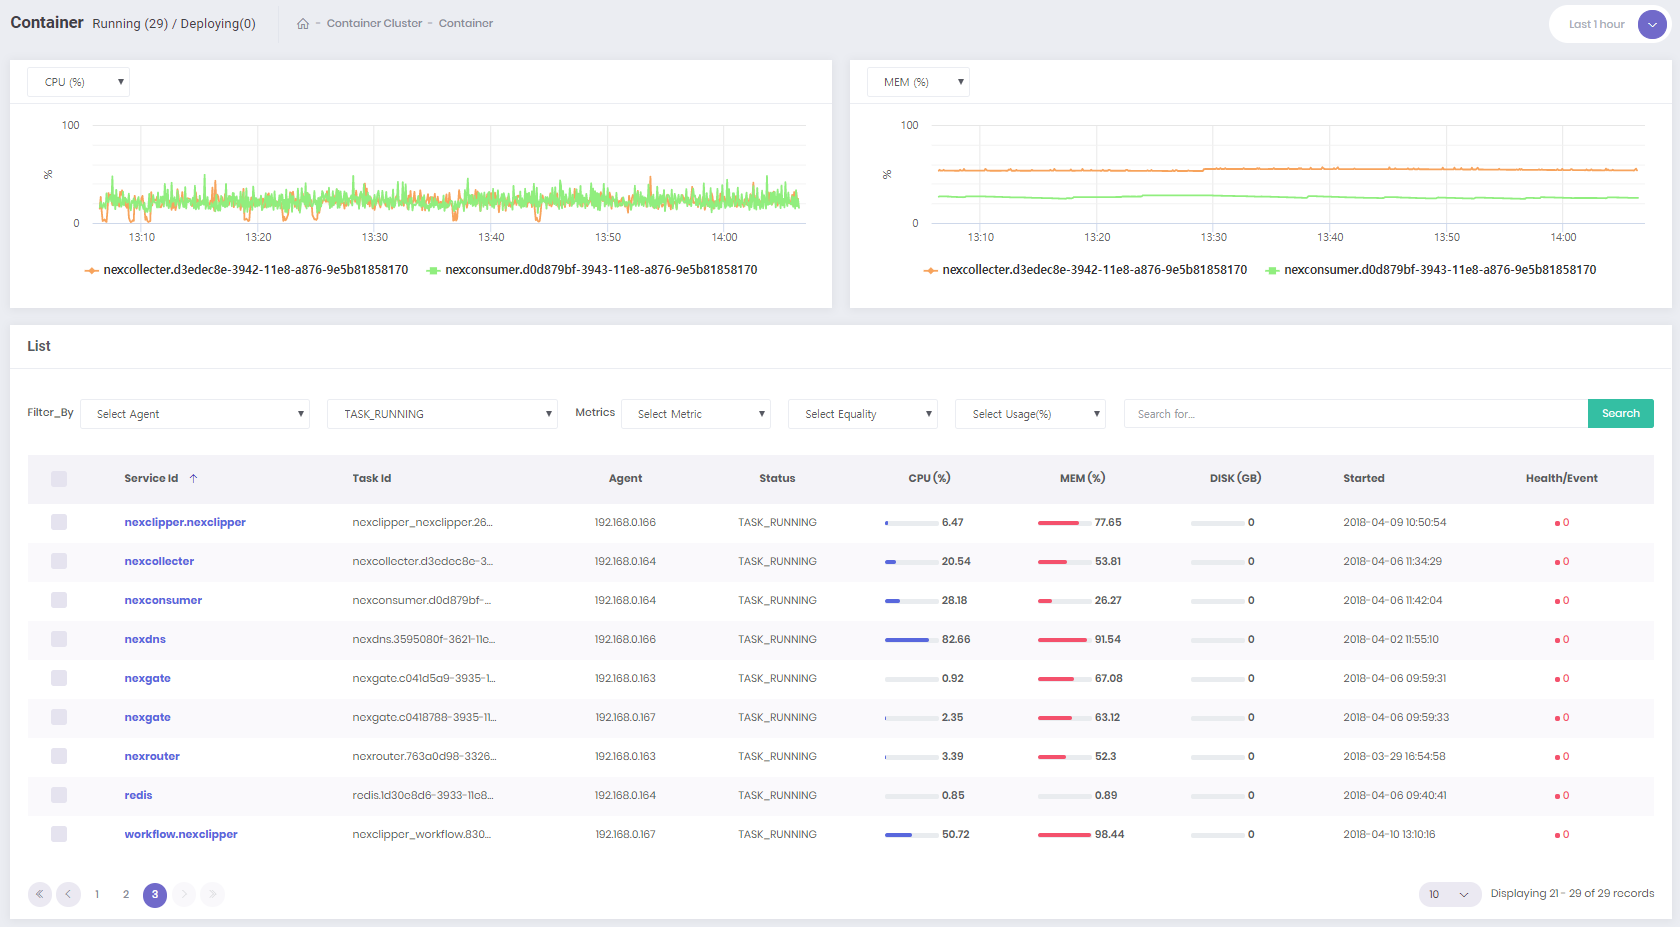 Container Running (29) / Deploying(0) - Container Cluster - Container Last 1 hour
CPU (%) ▼
100
%
0
13:10 13:20 13:30 13:40 13:50 14:00
nexcollecter.d3edec8e-3942-11e8-a876-9e5b81858170 nexconsumer.d0d879bf-3943-11e8-a876-9e5b81858170
MEM (%) ▼
100
%
0
13:10 13:20 13:30 13:40 13:50 14:00
nexcollecter.d3edec8e-3942-11e8-a876-9e5b81858170 nexconsumer.d0d879bf-3943-11e8-a876-9e5b81858170
List
Filter_By Select Agent ▼ TASK_RUNNING ▼ Metrics Select Metric ▼ Select Equality ▼ Select Usage(%) ▼ Search for... Search
Service Id ↑ Task Id Agent Status CPU (%) MEM (%) DISK (GB) Started Health/Event
nexclipper.nexclipper nexclipper_nexclipper.26... 192.168.0.166 TASK_RUNNING 6.47 77.65 0 2018-04-09 10:50:54 0
nexcollecter nexcollecter.d3edec8e-3... 192.168.0.164 TASK_RUNNING 20.54 53.81 0 2018-04-06 11:34:29 0
nexconsumer nexconsumer.d0d879bf-... 192.168.0.164 TASK_RUNNING 28.18 26.27 0 2018-04-06 11:42:04 0
nexdns nexdns.3595080f-3621-11e... 192.168.0.166 TASK_RUNNING 82.66 91.54 0 2018-04-02 11:55:10 0
nexgate nexgate.c041d5a9-3935-1... 192.168.0.163 TASK_RUNNING 0.92 67.08 0 2018-04-06 09:59:31 0
nexgate nexgate.c0418788-3935-11... 192.168.0.167 TASK_RUNNING 2.35 63.12 0 2018-04-06 09:59:33 0
nexrouter nexrouter.763a0d98-3326... 192.168.0.163 TASK_RUNNING 3.39 52.3 0 2018-03-29 16:54:58 0
redis redis.1d30e8d6-3933-11e8... 192.168.0.164 TASK_RUNNING 0.85 0.89 0 2018-04-06 09:40:41 0
workflow.nexclipper nexclipper_workflow.830... 192.168.0.167 TASK_RUNNING 50.72 98.44 0 2018-04-10 13:10:16 0
« ‹ 1 2 3 › » 10 Displaying 21 - 29 of 29 records